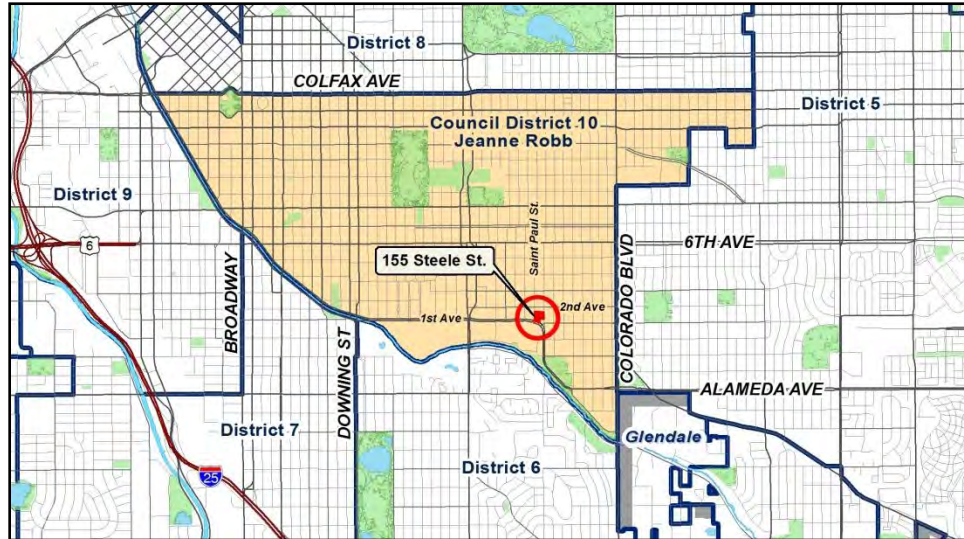 District 8
COLFAX AVE
District 5
Council District 10
Jeanne Robb
District 9
Saint Paul St.
6
6TH AVE
155 Steele St.
BROADWAY
COLORADO BLVD
2nd Ave
1st Ave
DOWNING ST
ALAMEDA AVE
District 7
Glendale
District 6
25